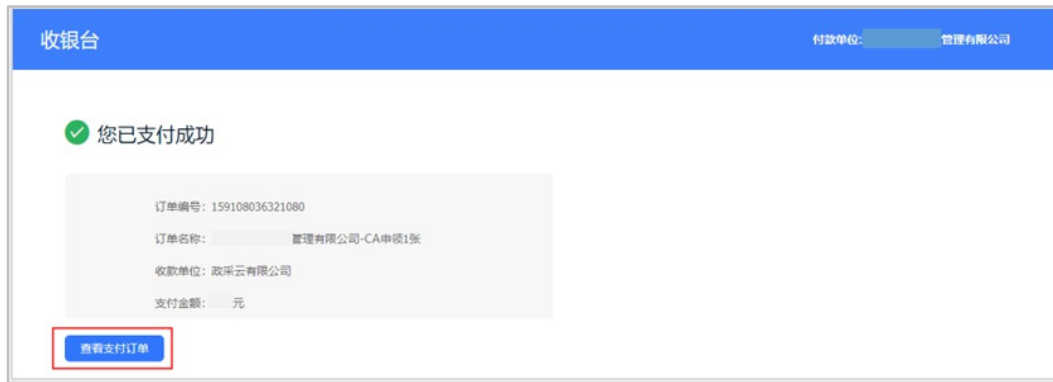 收银台
付款单位: 管理有限公司
您已支付成功
订单编号: 159108036321080
订单名称: 管理有限公司-CA申领1张
收款单位: 政采云有限公司
支付金额: 元
查看支付订单